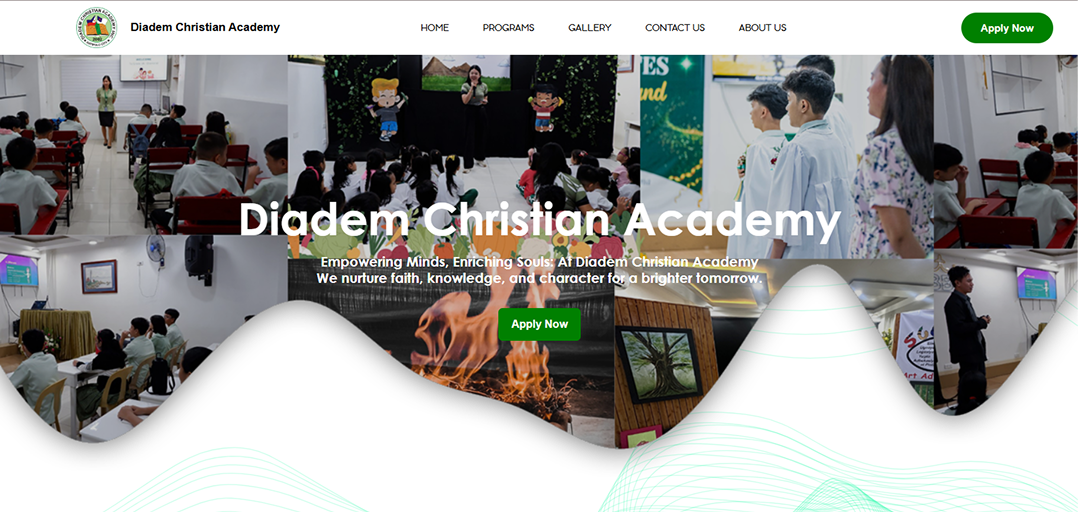 Diadem Christian Academy
HOME
PROGRAMS
GALLERY
CONTACT US
ABOUT US
Apply Now
Diadem Christian Academy
Empowering Minds, Enriching Souls: At Diadem Christian Academy
We nurture faith, knowledge, and character for a brighter tomorrow.
Apply Now